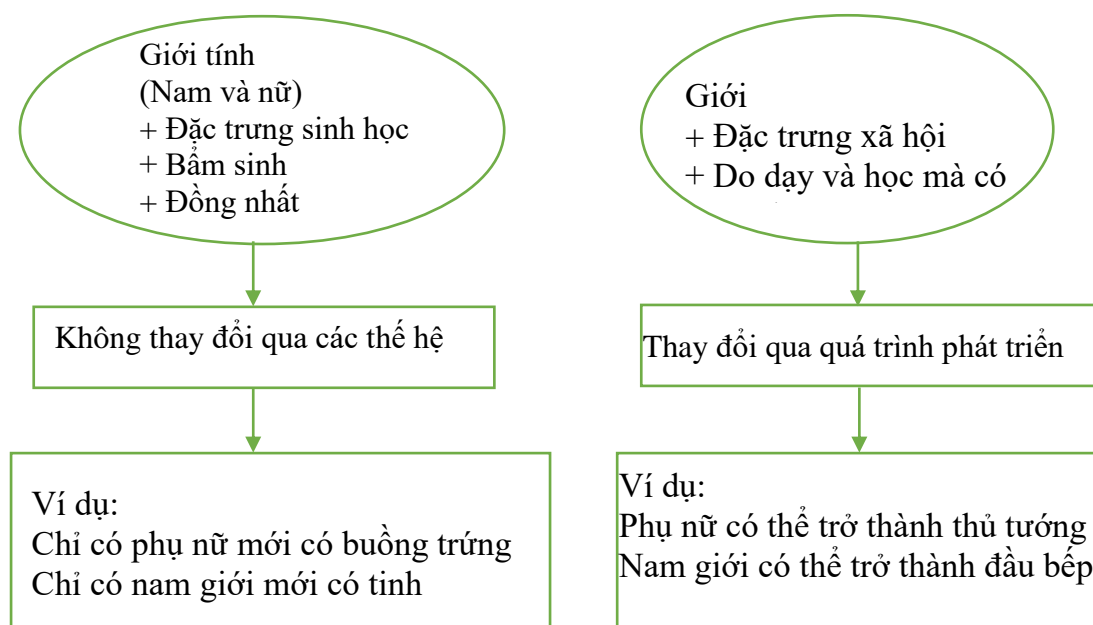 Giới tính
(Nam và nữ)
+ Đặc trưng sinh học
+ Bẩm sinh
+ Đồng nhất
Không thay đổi qua các thế hệ
Ví dụ:
Chỉ có phụ nữ mới có buồng trứng
Chỉ có nam giới mới có tinh
Giới
+ Đặc trưng xã hội
+ Do dạy và học mà có
Thay đổi qua quá trình phát triển
Ví dụ:
Phụ nữ có thể trở thành thủ tướng
Nam giới có thể trở thành đầu bếp